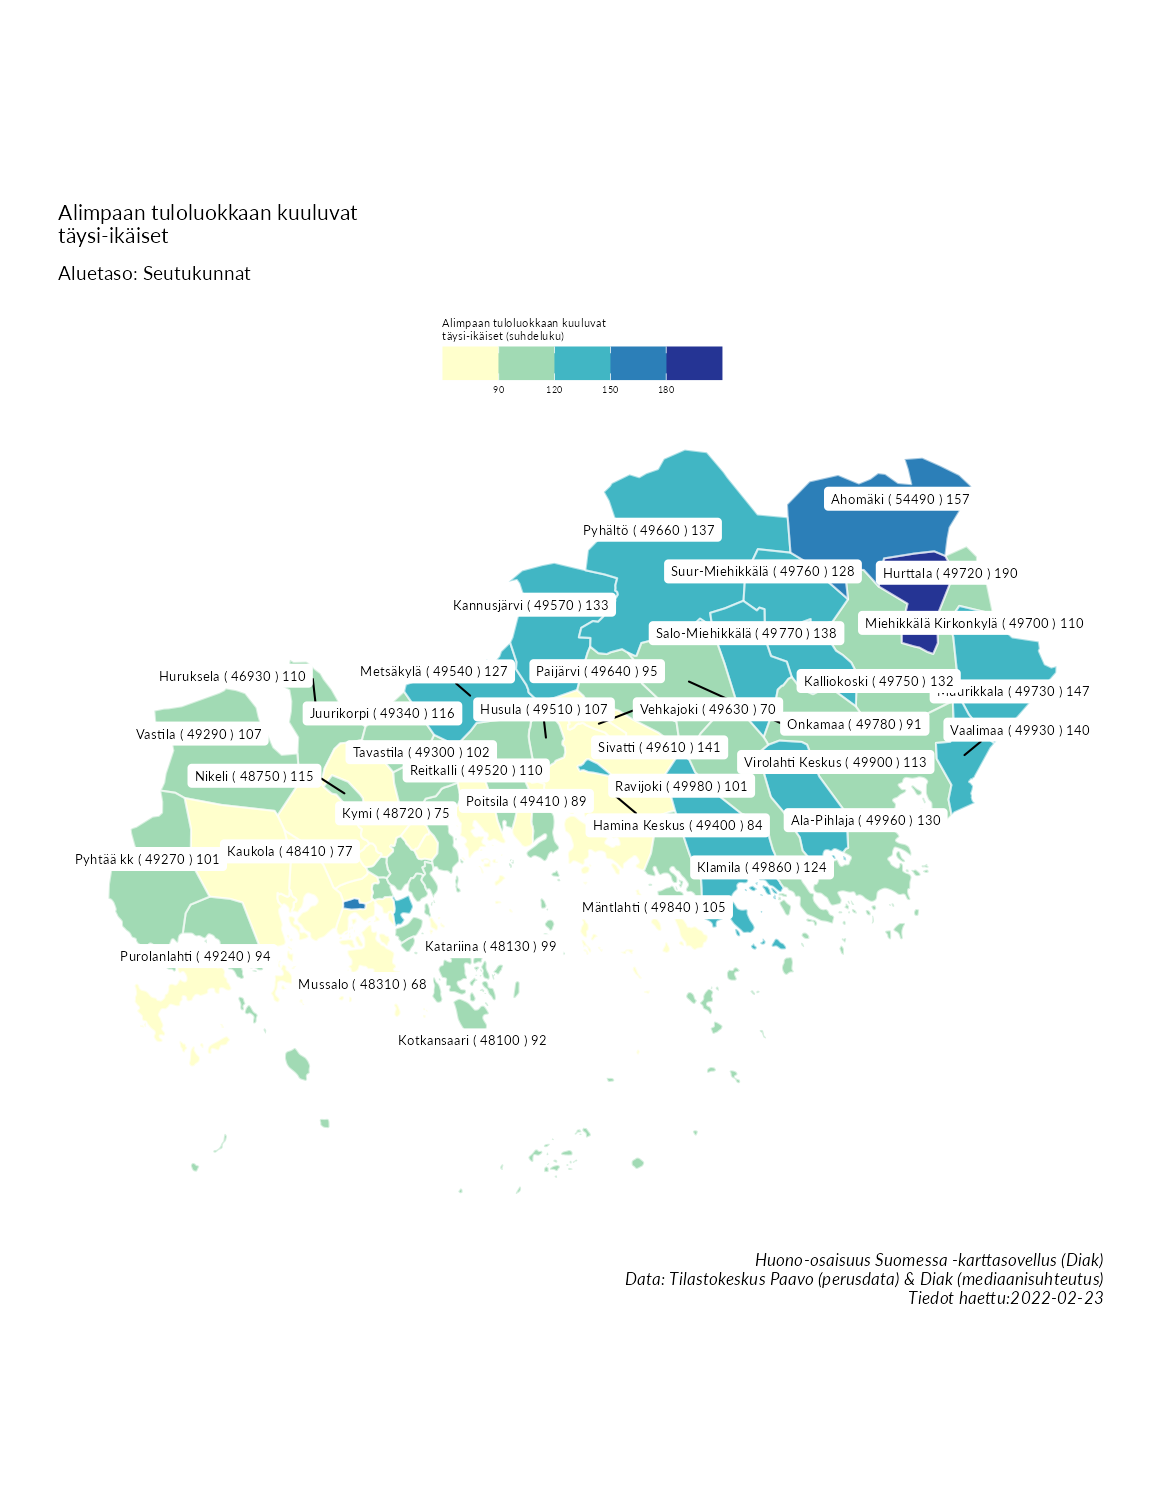 Alimpaan tuloluokkaan kuuluvat
täysi-ikäiset
Aluetaso: Seutukunnat
Alimpaan tuloluokkaan kuuluvat
täysi-ikäiset (suhdeluku)
90 120 150 180
Ahomäki ( 54490 ) 157
Pyhältö ( 49660 ) 137
Suur-Miehikkälä ( 49760 ) 128
Hurttala ( 49720 ) 190
Kannusjärvi ( 49570 ) 133
Miehikkälä Kirkonkylä ( 49700 ) 110
Salo-Miehikkälä ( 49770 ) 138
Huruksela ( 46930 ) 110
Metsäkylä ( 49540 ) 127
Paijärvi ( 49640 ) 95
Kalliokoski ( 49750 ) 132
Muurikkala ( 49730 ) 147
Juurikorpi ( 49340 ) 116
Husula ( 49510 ) 107
Vehkajoki ( 49630 ) 70
Onkamaa ( 49780 ) 91
Vaalimaa ( 49930 ) 140
Vastila ( 49290 ) 107
Tavastila ( 49300 ) 102
Sivatti ( 49610 ) 141
Virolahti Keskus ( 49900 ) 113
Nikeli ( 48750 ) 115
Reitkalli ( 49520 ) 110
Ravijoki ( 49980 ) 101
Poitsila ( 49410 ) 89
Kymi ( 48720 ) 75
Hamina Keskus ( 49400 ) 84
Ala-Pihlaja ( 49960 ) 130
Pyhtää kk ( 49270 ) 101
Kaukola ( 48410 ) 77
Klamila ( 49860 ) 124
Mäntlahti ( 49840 ) 105
Katariina ( 48130 ) 99
Purolanlahti ( 49240 ) 94
Mussalo ( 48310 ) 68
Kotkansaari ( 48100 ) 92
Huono-osaisuus Suomessa -karttasovellus (Diak)
Data: Tilastokeskus Paavo (perusdata) & Diak (mediaanisuhteutus)
Tiedot haettu:2022-02-23